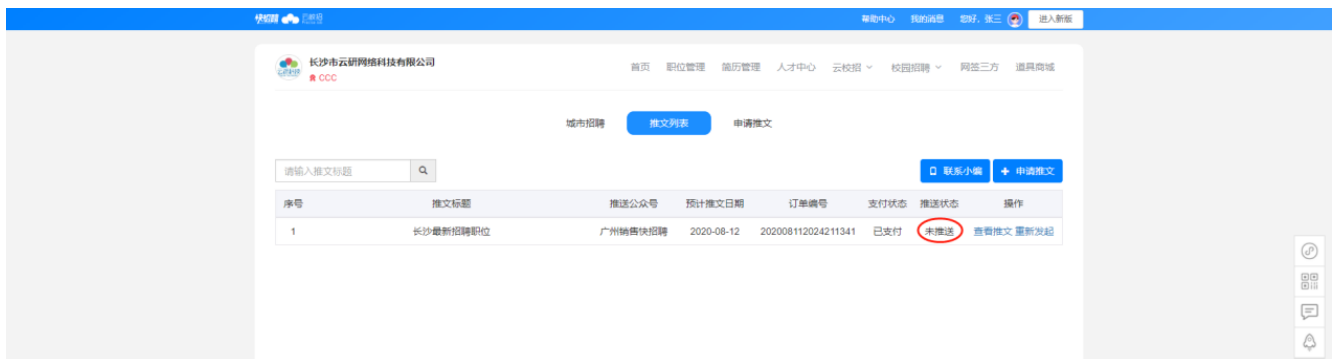 快招聘 云校招 帮助中心 我的消息 您好，张三 进入新版
长沙市云研网络科技有限公司
CCC
首页 职位管理 简历管理 人才中心 云校招 校园招聘 网签三方 道具商城
城市招聘 推文列表 申请推文
请输入推文标题 联系小编 申请推文
序号 推文标题 推送公众号 预计推文日期 订单编号 支付状态 推送状态 操作
1 长沙最新招聘职位 广州销售快招聘 2020-08-12 202008112024211341 已支付 未推送 查看推文 重新发起